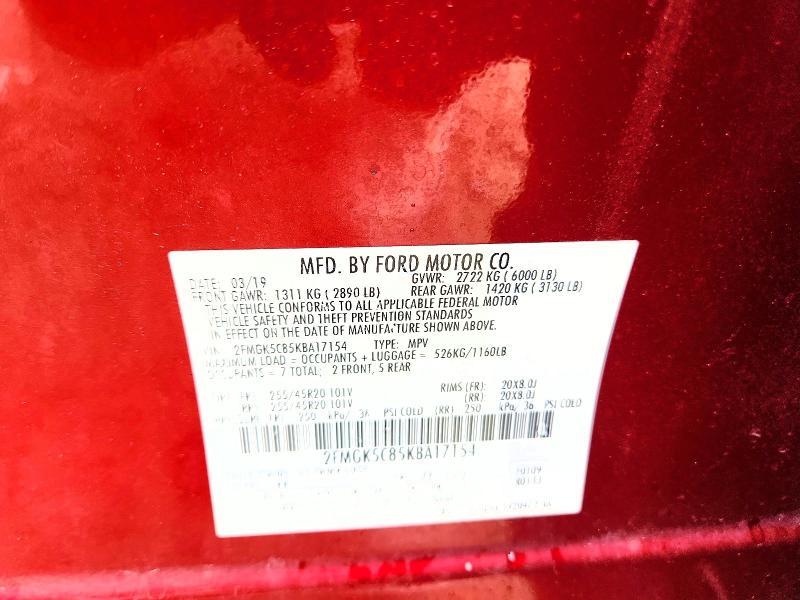 MFD. BY FORD MOTOR CO.
DATE: 03/19 GVWR: 2722 KG ( 6000 LB)
FRONT GAWR: 1311 KG ( 2890 LB) REAR GAWR: 1420 KG ( 3130 LB)
THIS VEHICLE CONFORMS TO ALL APPLICABLE FEDERAL MOTOR
VEHICLE SAFETY AND THEFT PREVENTION STANDARDS
IN EFFECT ON THE DATE OF MANUFACTURE SHOWN ABOVE.
VIN: 2FMGK5C85KBA17154 TYPE: MPV
MAXIMUM LOAD = OCCUPANTS + LUGGAGE = 526KG/1160LB
OCCUPANTS = 7 TOTAL; 2 FRONT, 5 REAR
255/45R20 101V RIMS (FR): 20X8.0J
255/45R20 101V (RR): 20X8.0J
250 kPa/ 36 PSI COLD (RR) 250 kPa/ 36 PSI COLD
2FMGK5C85KBA17154